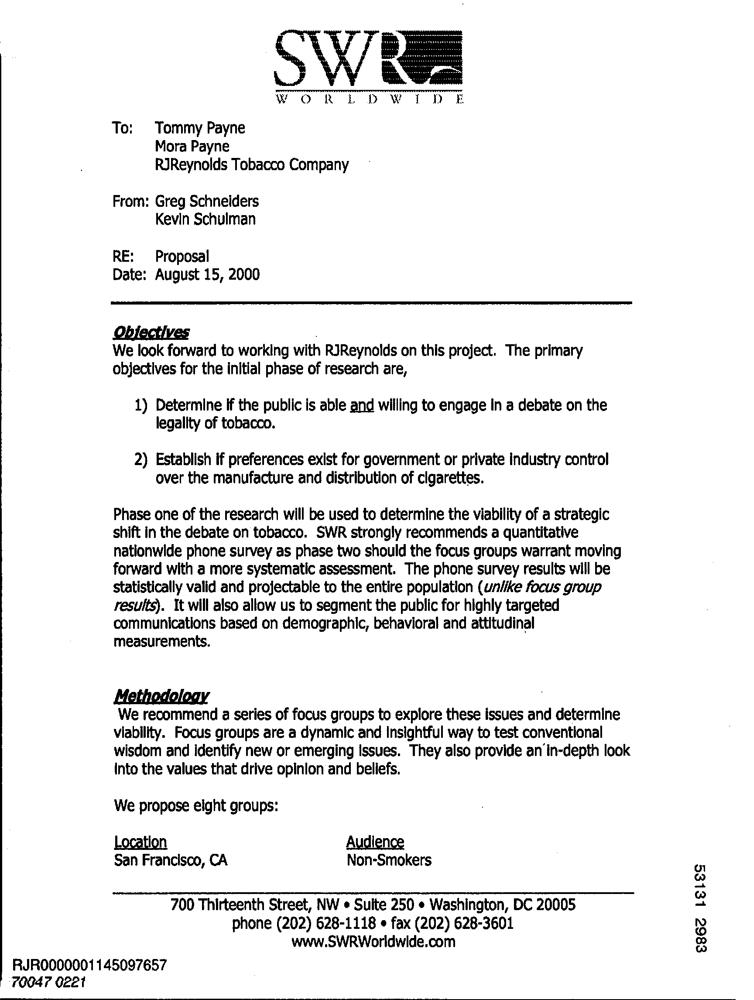 SWR
WORLDWIDE
To: Tommy Payne
Mora Payne
RJReynolds Tobacco Company
From: Greg Schneiders
Kevin Schulman
RE: Proposal
Date: August 15, 2000
Objectives
We look forward to working with RJReynolds on this project. The primary
objectives for the initial phase of research are,
1) Determine if the public is able and willing to engage in a debate on the
legality of tobacco.
2) Establish if preferences exist for government or private industry control
over the manufacture and distribution of cigarettes.
Phase one of the research will be used to determine the viability of a strategic
shift in the debate on tobacco. SWR strongly recommends a quantitative
nationwide phone survey as phase two should the focus groups warrant moving
forward with a more systematic assessment. The phone survey results will be
statistically valid and projectable to the entire population (unlike focus group
results). It will also allow us to segment the public for highly targeted
communications based on demographic, behavioral and attitudinal
measurements.
Methodology
We recommend a series of focus groups to explore these issues and determine
viability. Focus groups are a dynamic and insightful way to test conventional
wisdom and identify new or emerging issues. They also provide an in-depth look
into the values that drive opinion and beliefs.
We propose eight groups:
Location Audience
San Francisco, CA Non-Smokers
700 Thirteenth Street, NW • Suite 250 • Washington, DC 20005
phone (202) 628-1118 • fax (202) 628-3601
www.SWRWorldwide.com
53131 2983
RJR0000001145097657
70047 0221